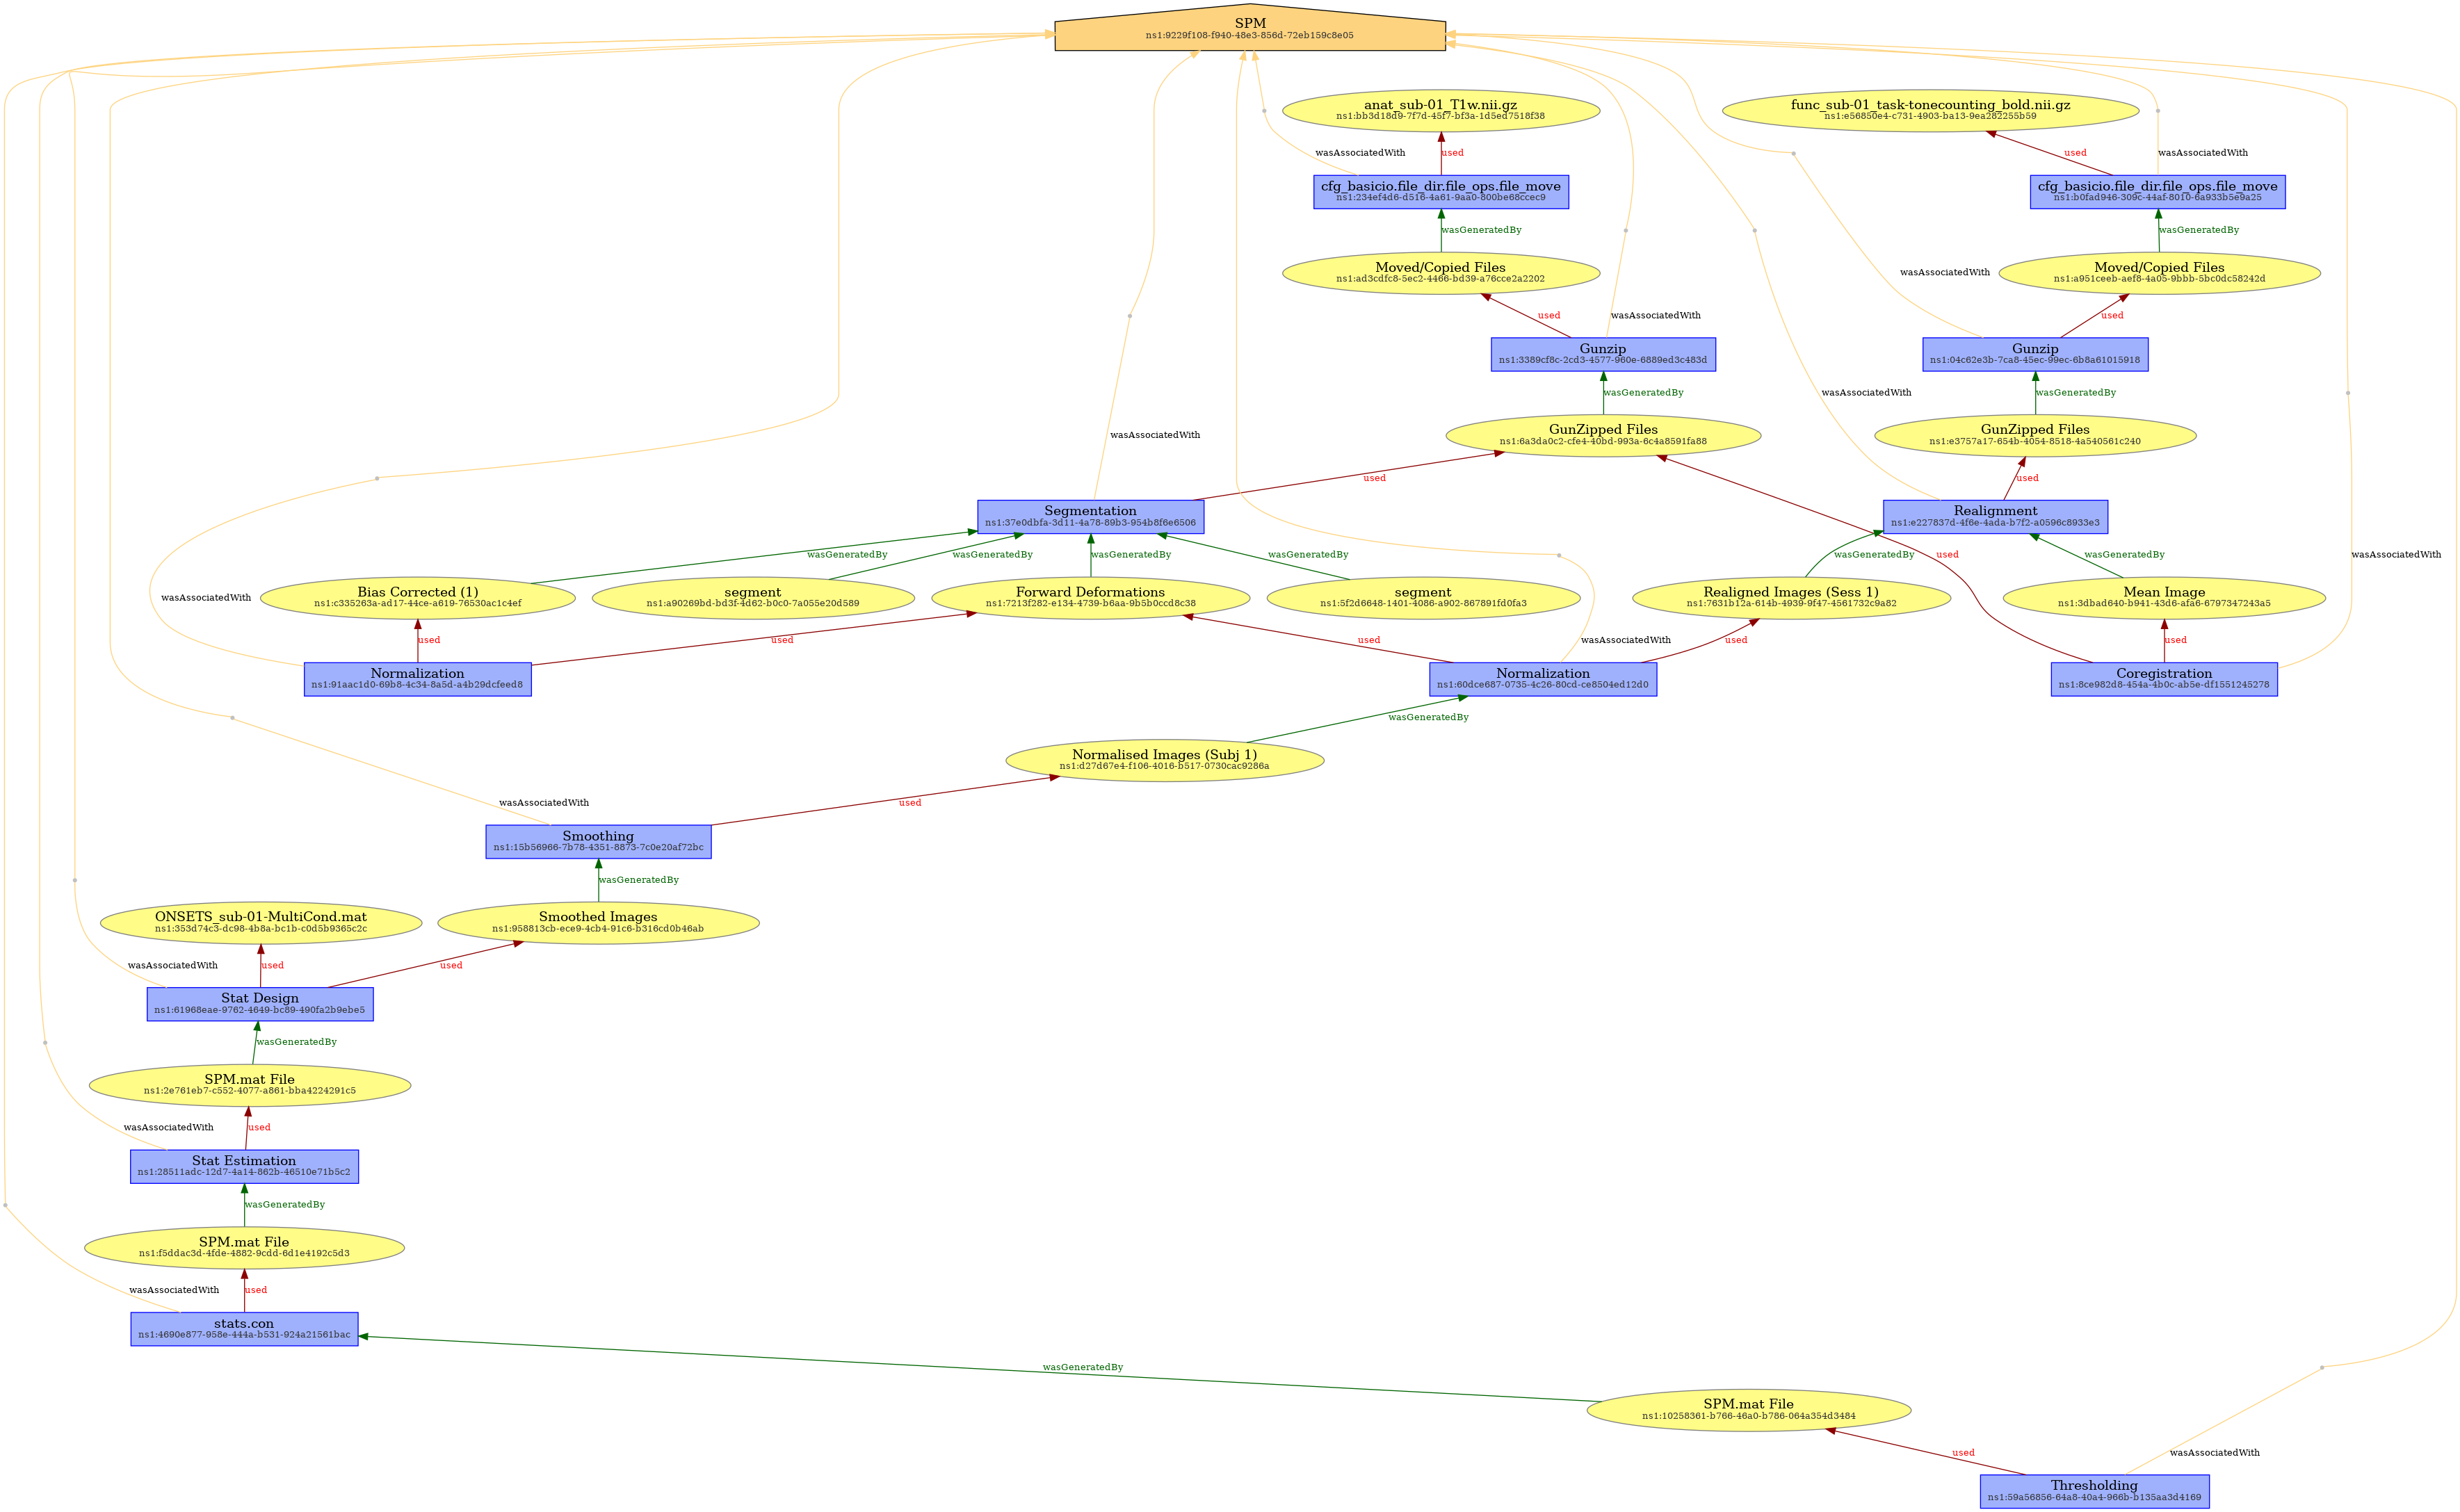 SPM
ns1:9229f108-f940-48e3-856d-72eb159c8e05
anat_sub-01_T1w.nii.gz
ns1:bb3d18d9-7f7d-45f7-bf3a-1d5ed7518f38
func_sub-01_task-tonecounting_bold.nii.gz
ns1:e56850e4-c731-4903-ba13-9ea282255b59
wasAssociatedWith
used
used
wasAssociatedWith
cfg_basicio.file_dir.file_ops.file_move
ns1:234ef4d6-d516-4a61-9aa0-800be68ccec9
cfg_basicio.file_dir.file_ops.file_move
ns1:b0fad946-309c-44af-8010-6a933b5e9a25
wasGeneratedBy
wasGeneratedBy
Moved/Copied Files
ns1:ad3cdfc8-5ec2-4466-bd39-a76cce2a2202
wasAssociatedWith
Moved/Copied Files
ns1:a951ceeb-aef8-4a05-9bbb-5bc0dc58242d
used
wasAssociatedWith
used
Gunzip
ns1:3389cf8c-2cd3-4577-960e-6889ed3c483d
Gunzip
ns1:04c62e3b-7ca8-45ec-99ec-6b8a61015918
wasGeneratedBy
wasAssociatedWith
wasGeneratedBy
wasAssociatedWith
GunZipped Files
ns1:6a3da0c2-cfe4-40bd-993a-6c4a8591fa88
GunZipped Files
ns1:e3757a17-654b-4054-8518-4a540561c240
used
used
Segmentation
ns1:37e0dbfa-3d11-4a78-89b3-954b8f6e6506
Realignment
ns1:e227837d-4f6e-4ada-b7f2-a0596c8933e3
wasGeneratedBy
wasGeneratedBy
wasGeneratedBy
wasGeneratedBy
wasGeneratedBy
used
wasGeneratedBy
wasAssociatedWith
wasAssociatedWith
Bias Corrected (1)
ns1:c335263a-ad17-44ce-a619-76530ac1c4ef
segment
ns1:a90269bd-bd3f-4d62-b0c0-7a055e20d589
Forward Deformations
ns1:7213f282-e134-4739-b6aa-9b5b0ccd8c38
segment
ns1:5f2d6648-1401-4086-a902-867891fd0fa3
Realigned Images (Sess 1)
ns1:7631b12a-614b-4939-9f47-4561732c9a82
Mean Image
ns1:3dbad640-b941-43d6-afa6-6797347243a5
used
used
used
wasAssociatedWith
used
used
Normalization
ns1:91aac1d0-69b8-4c34-8a5d-a4b29dcfeed8
Normalization
ns1:60dce687-0735-4c26-80cd-ce8504ed12d0
Coregistration
ns1:8ce982d8-454a-4b0c-ab5e-df1551245278
wasGeneratedBy
Normalised Images (Subj 1)
ns1:d27d67e4-f106-4016-b517-0730cac9286a
wasAssociatedWith
used
Smoothing
ns1:15b56966-7b78-4351-8873-7c0e20af72bc
wasGeneratedBy
ONSETS_sub-01-MultiCond.mat
ns1:353d74c3-dc98-4b8a-bc1b-c0d5b9365c2c
Smoothed Images
ns1:958813cb-ece9-4cb4-91c6-b316cd0b46ab
wasAssociatedWith
used
used
Stat Design
ns1:61968eae-9762-4649-bc89-490fa2b9ebe5
wasGeneratedBy
SPM.mat File
ns1:2e761eb7-c552-4077-a861-bba4224291c5
wasAssociatedWith
used
Stat Estimation
ns1:28511adc-12d7-4a14-862b-46510e71b5c2
wasGeneratedBy
SPM.mat File
ns1:f5ddac3d-4fde-4882-9cdd-6d1e4192c5d3
wasAssociatedWith
used
stats.con
ns1:4690e877-958e-444a-b531-924a21561bac
wasGeneratedBy
SPM.mat File
ns1:10258361-b766-46a0-b786-064a354d3484
used
wasAssociatedWith
Thresholding
ns1:59a56856-64a8-40a4-966b-b135aa3d4169